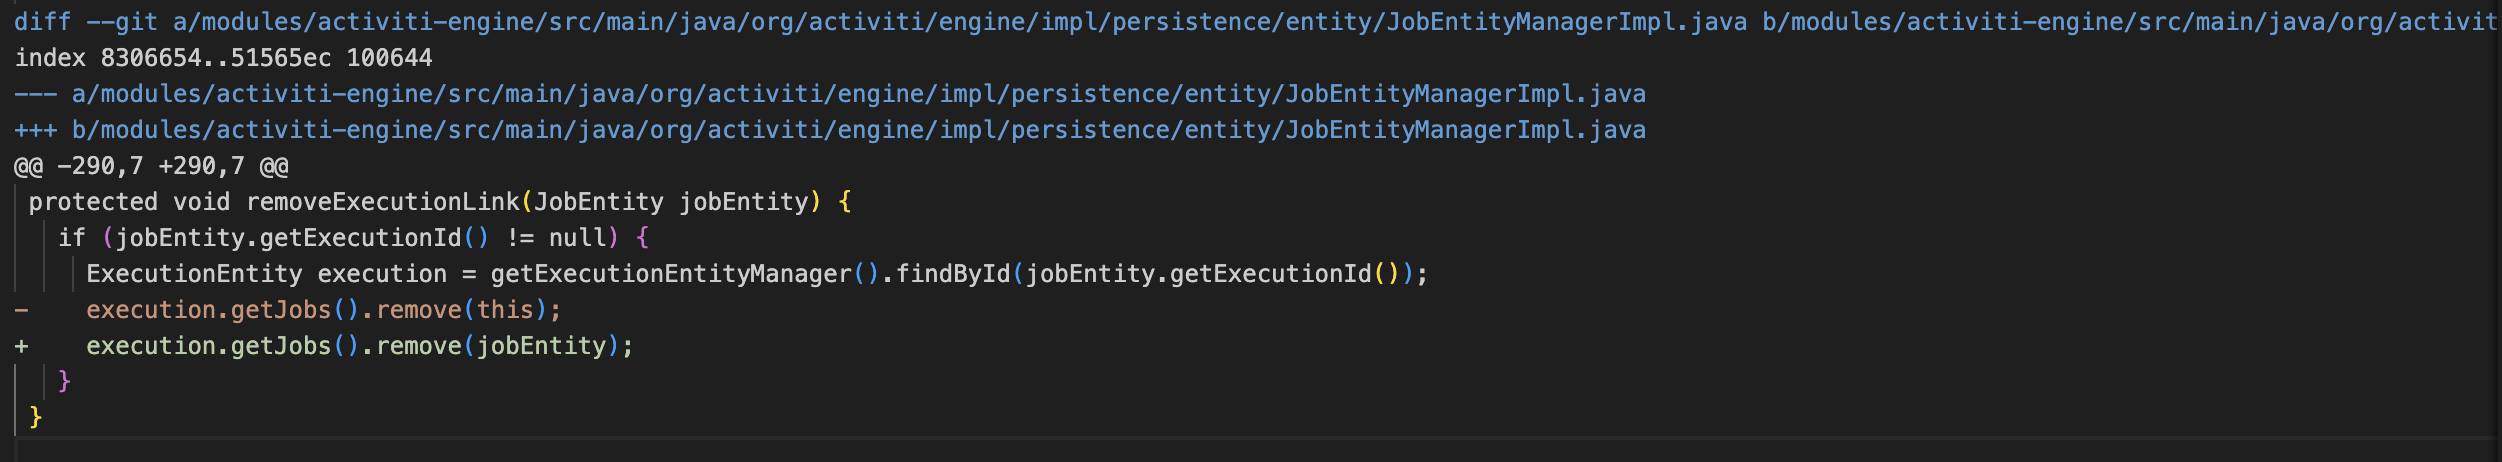 diff --git a/modules/activiti-engine/src/main/java/org/activiti/engine/impl/persistence/entity/JobEntityManagerImpl.java b/modules/activiti-engine/src/main/java/org/activit
index 8306654..51565ec 100644
--- a/modules/activiti-engine/src/main/java/org/activiti/engine/impl/persistence/entity/JobEntityManagerImpl.java
+++ b/modules/activiti-engine/src/main/java/org/activiti/engine/impl/persistence/entity/JobEntityManagerImpl.java
@@ -290,7 +290,7 @@
 protected void removeExecutionLink(JobEntity jobEntity) {
   if (jobEntity.getExecutionId() != null) {
     ExecutionEntity execution = getExecutionEntityManager().findById(jobEntity.getExecutionId());
-    execution.getJobs().remove(this);
+    execution.getJobs().remove(jobEntity);
   }
 }